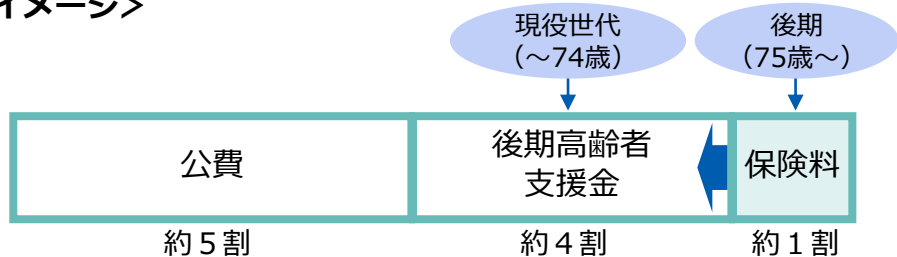 イメージ＞
現役世代
（～74歳）
後期
（75歳～）
公費
後期高齢者
支援金
保険料
約５割
約４割
約１割